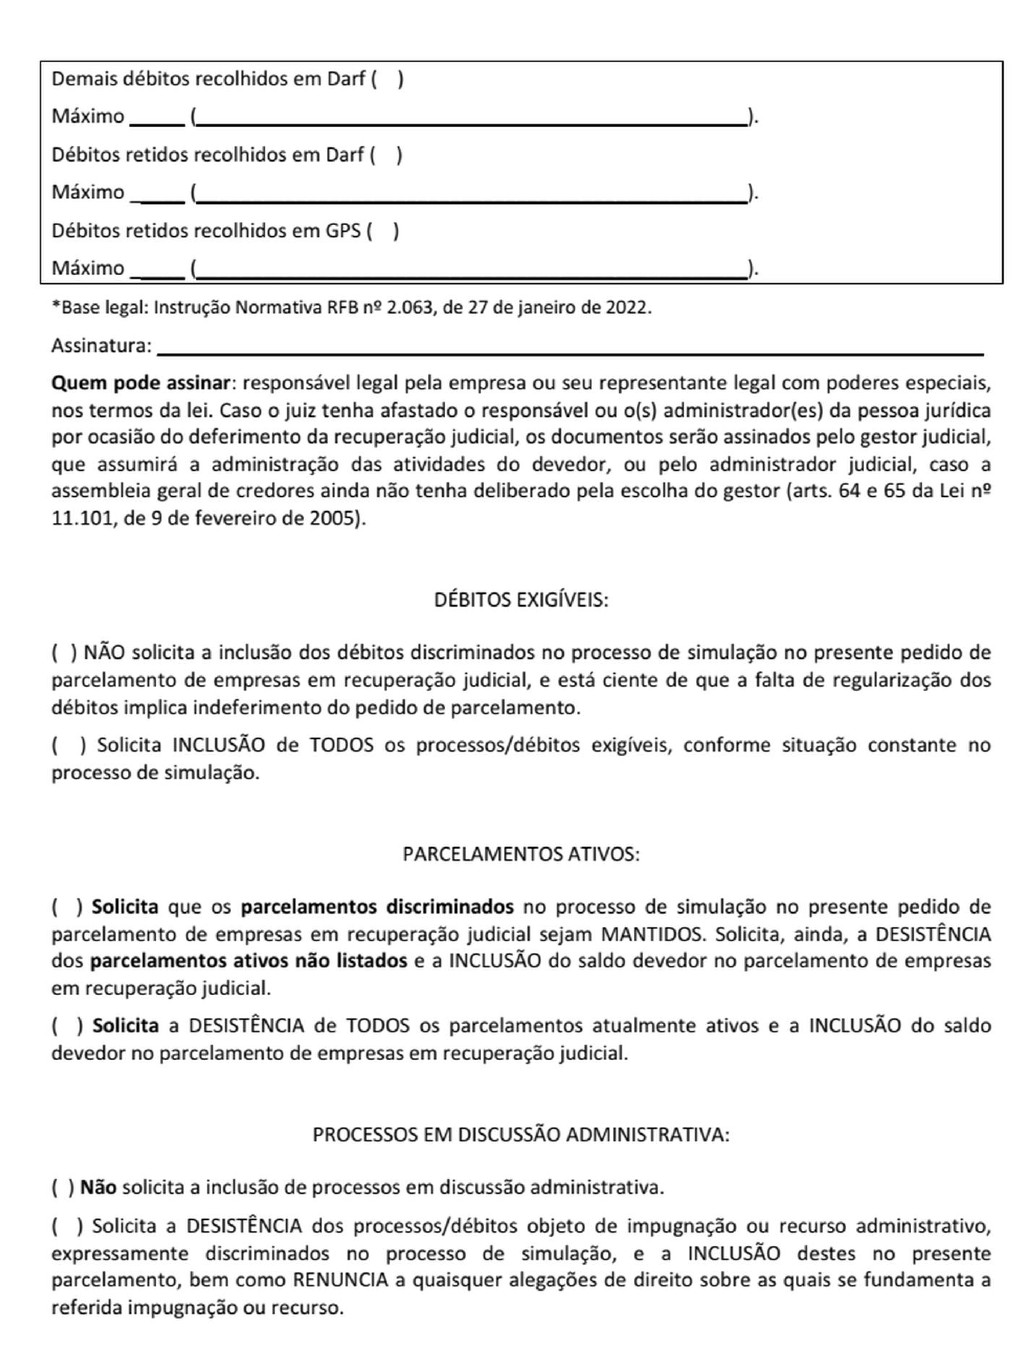 Demais débitos recolhidos em Darf (   )
Máximo _____ (__________________________________________________).
Débitos retidos recolhidos em Darf (   )
Máximo _____ (__________________________________________________).
Débitos retidos recolhidos em GPS (   )
Máximo _____ (__________________________________________________).
*Base legal: Instrução Normativa RFB nº 2.063, de 27 de janeiro de 2022.
Assinatura: ___________________________________________________________________________
Quem pode assinar: responsável legal pela empresa ou seu representante legal com poderes especiais,
nos termos da lei. Caso o juiz tenha afastado o responsável ou o(s) administrador(es) da pessoa jurídica
por ocasião do deferimento da recuperação judicial, os documentos serão assinados pelo gestor judicial,
que assumirá a administração das atividades do devedor, ou pelo administrador judicial, caso a
assembleia geral de credores ainda não tenha deliberado pela escolha do gestor (arts. 64 e 65 da Lei nº
11.101, de 9 de fevereiro de 2005).
DÉBITOS EXIGÍVEIS:
(  ) NÃO solicita a inclusão dos débitos discriminados no processo de simulação no presente pedido de
parcelamento de empresas em recuperação judicial, e está ciente de que a falta de regularização dos
débitos implica indeferimento do pedido de parcelamento.
(  ) Solicita INCLUSÃO de TODOS os processos/débitos exigíveis, conforme situação constante no
processo de simulação.
PARCELAMENTOS ATIVOS:
(  ) Solicita que os parcelamentos discriminados no processo de simulação no presente pedido de
parcelamento de empresas em recuperação judicial sejam MANTIDOS. Solicita, ainda, a DESISTÊNCIA
dos parcelamentos ativos não listados e a INCLUSÃO do saldo devedor no parcelamento de empresas
em recuperação judicial.
(  ) Solicita a DESISTÊNCIA de TODOS os parcelamentos atualmente ativos e a INCLUSÃO do saldo
devedor no parcelamento de empresas em recuperação judicial.
PROCESSOS EM DISCUSSÃO ADMINISTRATIVA:
(  ) Não solicita a inclusão de processos em discussão administrativa.
(  ) Solicita a DESISTÊNCIA dos processos/débitos objeto de impugnação ou recurso administrativo,
expressamente discriminados no processo de simulação, e a INCLUSÃO destes no presente
parcelamento, bem como RENUNCIA a quaisquer alegações de direito sobre as quais se fundamenta a
referida impugnação ou recurso.